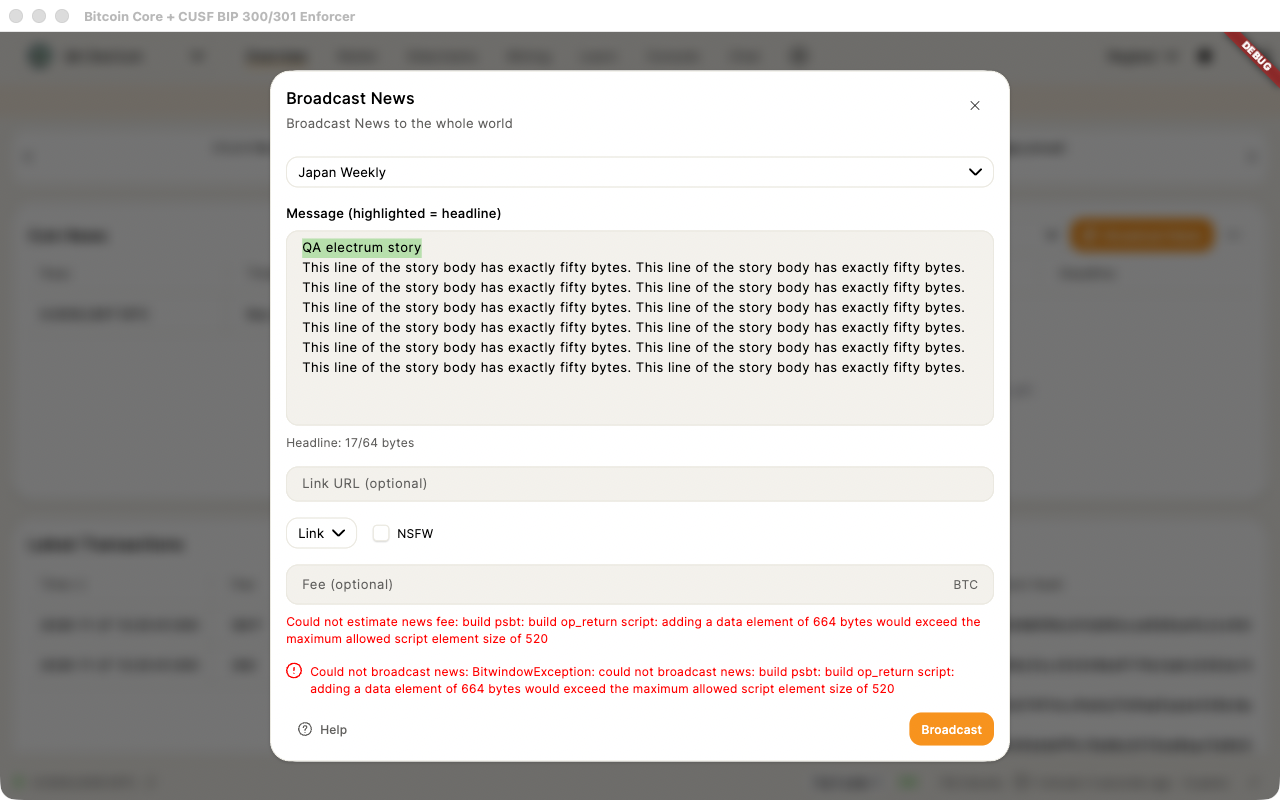 Bitcoin Core + CUSF BIP 300/301 Enforcer
DEBUG
Broadcast News
Broadcast News to the whole world
Japan Weekly
Message (highlighted = headline)
QA electrum story
This line of the story body has exactly fifty bytes. This line of the story body has exactly fifty bytes.
This line of the story body has exactly fifty bytes. This line of the story body has exactly fifty bytes.
This line of the story body has exactly fifty bytes. This line of the story body has exactly fifty bytes.
This line of the story body has exactly fifty bytes. This line of the story body has exactly fifty bytes.
This line of the story body has exactly fifty bytes. This line of the story body has exactly fifty bytes.
This line of the story body has exactly fifty bytes. This line of the story body has exactly fifty bytes.
Headline: 17/64 bytes
Link URL (optional)
Link
NSFW
Fee (optional)
BTC
Could not estimate news fee: build psbt: build op_return script: adding a data element of 664 bytes would exceed the
maximum allowed script element size of 520
Could not broadcast news: BitwindowException: could not broadcast news: build psbt: build op_return script:
adding a data element of 664 bytes would exceed the maximum allowed script element size of 520
Help
Broadcast